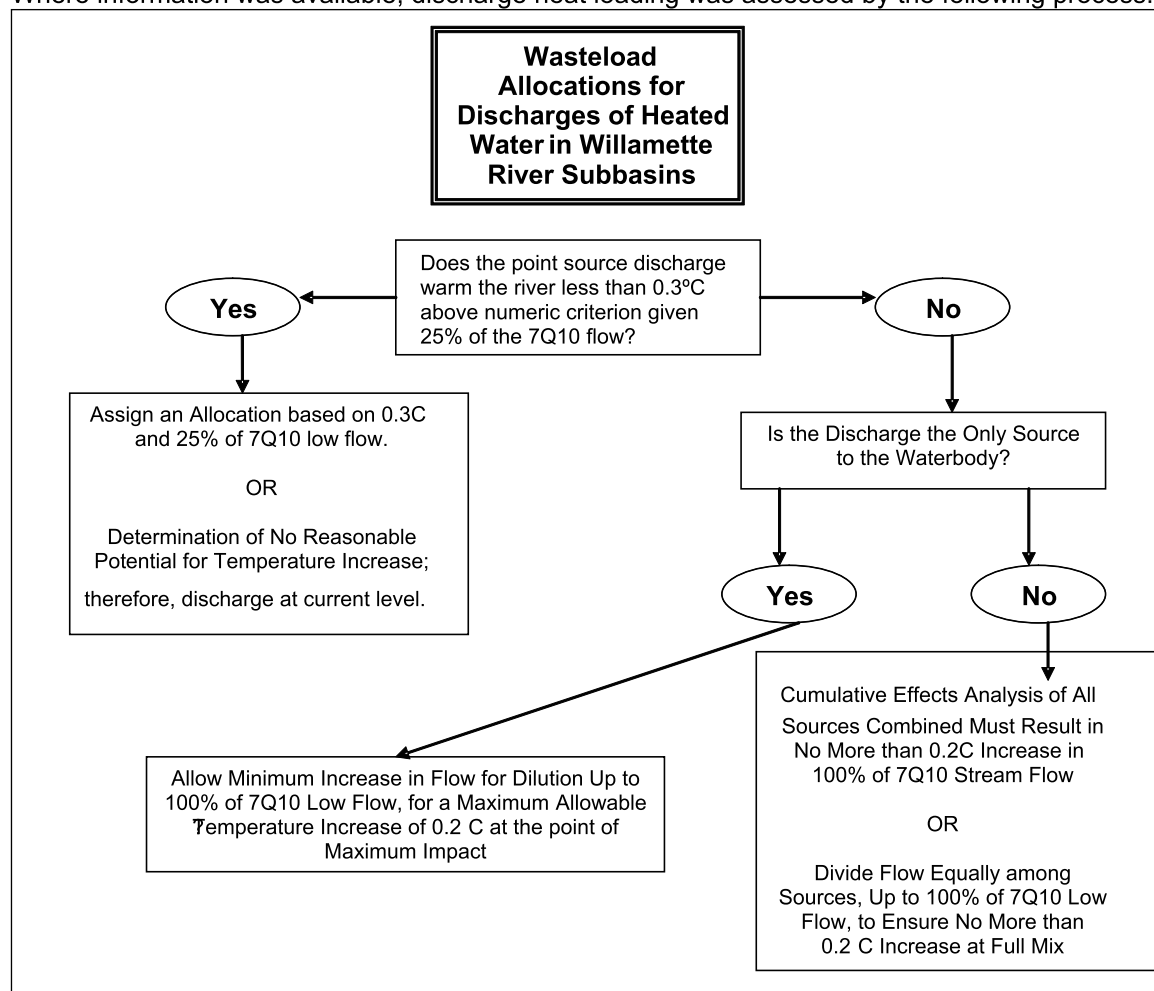 Where information was available, discharge heat loading was assessed by the following process.
Wasteload
Allocations for
Discharges of Heated
Water in Willamette
River Subbasins
Does the point source discharge
warm the river less than 0.3ºC
above numeric criterion given
25% of the 7Q10 flow?
Yes
No
Assign an Allocation based on 0.3C
and 25% of 7Q10 low flow.
OR
Determination of No Reasonable
Potential for Temperature Increase;
therefore, discharge at current level.
Is the Discharge the Only Source
to the Waterbody?
Yes
No
Allow Minimum Increase in Flow for Dilution Up to
100% of 7Q10 Low Flow, for a Maximum Allowable
Temperature Increase of 0.2 C at the point of
Maximum Impact
Cumulative Effects Analysis of All
Sources Combined Must Result in
No More than 0.2C Increase in
100% of 7Q10 Stream Flow
OR
Divide Flow Equally among
Sources, Up to 100% of 7Q10 Low
Flow, to Ensure No More than
0.2 C Increase at Full Mix